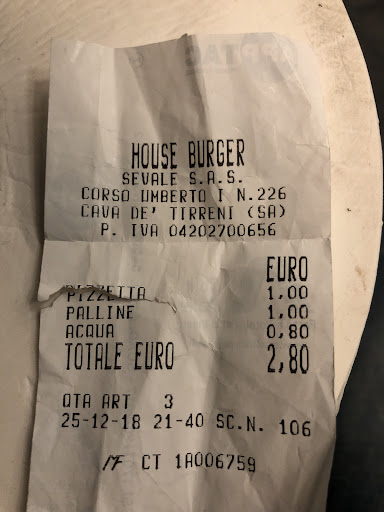 HOUSE BURGER
SEVALE S.A.S.
CORSO UMBERTO I N.226
CAVA DE' TIRRENI (SA)
P. IVA 04202700656
EURO
PIZZETTA 1,00
PALLINE 1,00
ACQUA 0,80
TOTALE EURO 2,80
QTA ART 3
25-12-18 21-40 SC.N. 106
MF CT 1A006759